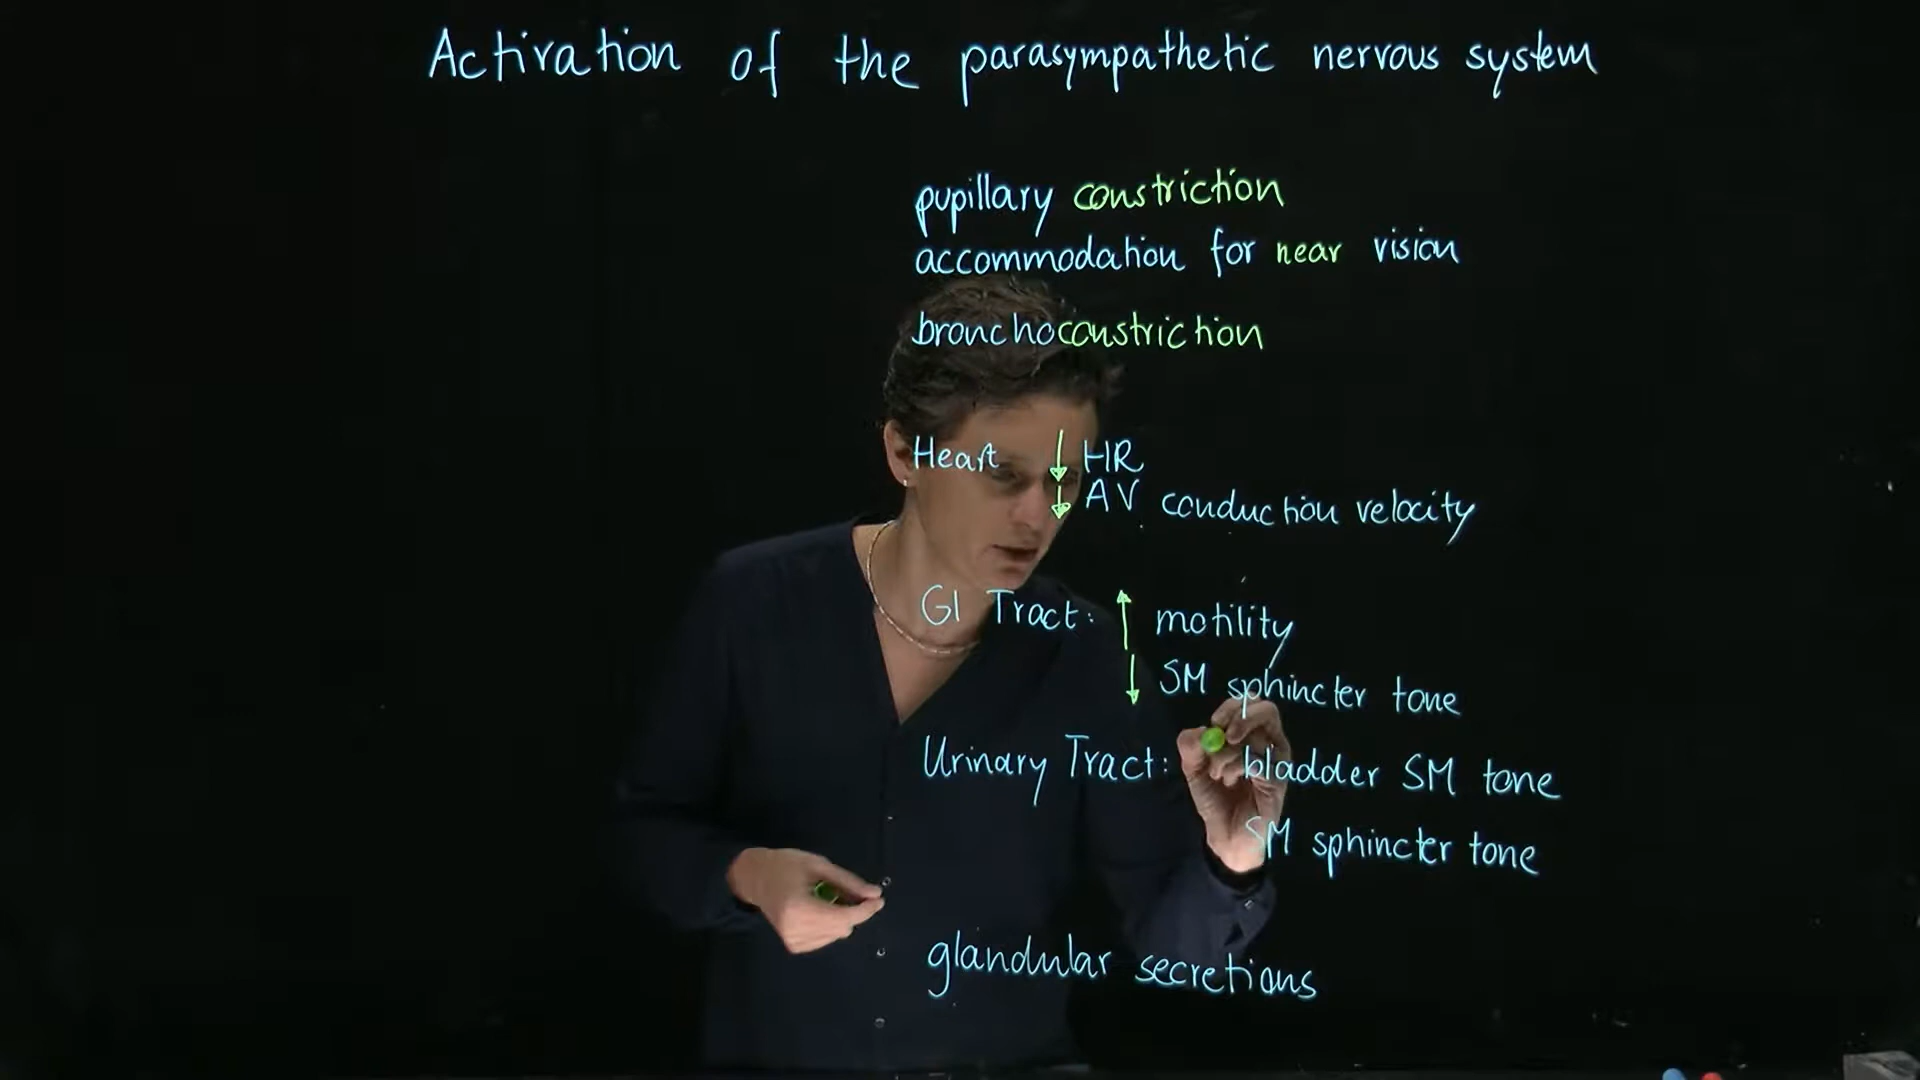 Activation of the parasympathetic nervous system
pupillary constriction
accommodation for near vision
bronchoconstriction
Heart ↓ HR
↓ AV conduction velocity
GI Tract: ↑ motility
↓ SM sphincter tone
Urinary Tract: bladder SM tone
SM sphincter tone
glandular secretions